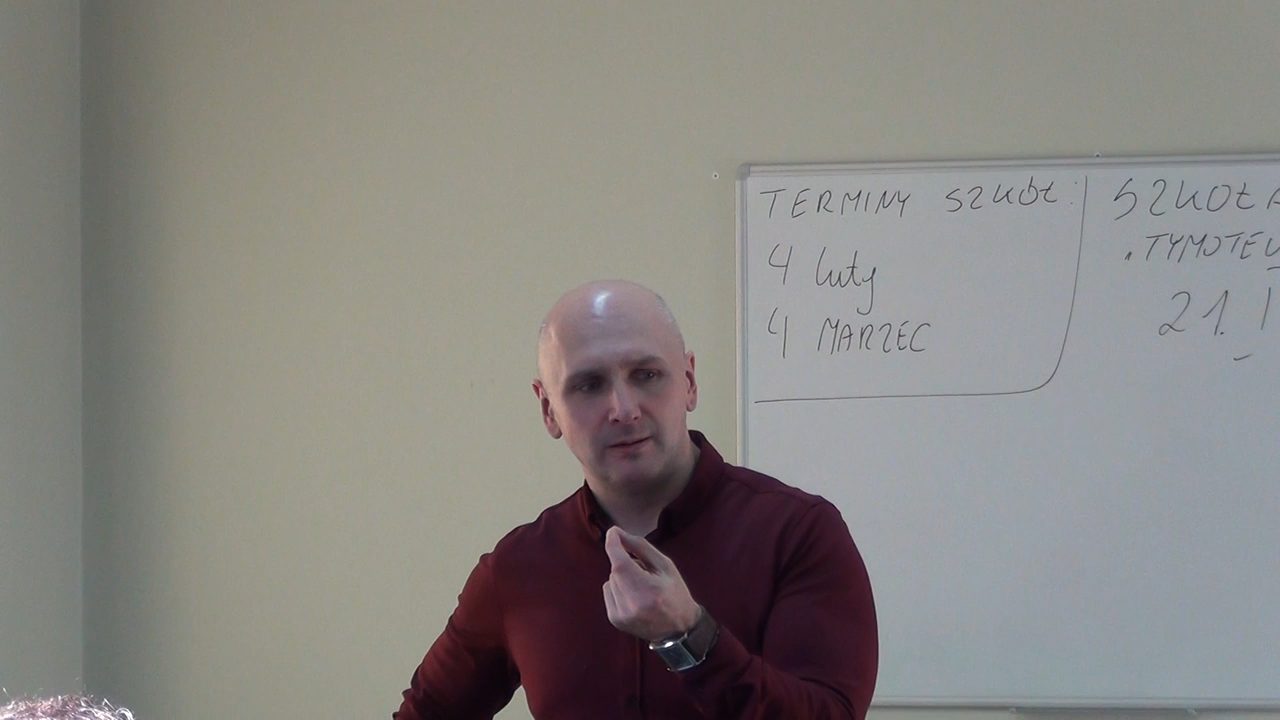 TERMINY SZKÓŁ:
4 luty
4 MARZEC
SZKOŁA
. TYMOTEU
21. I